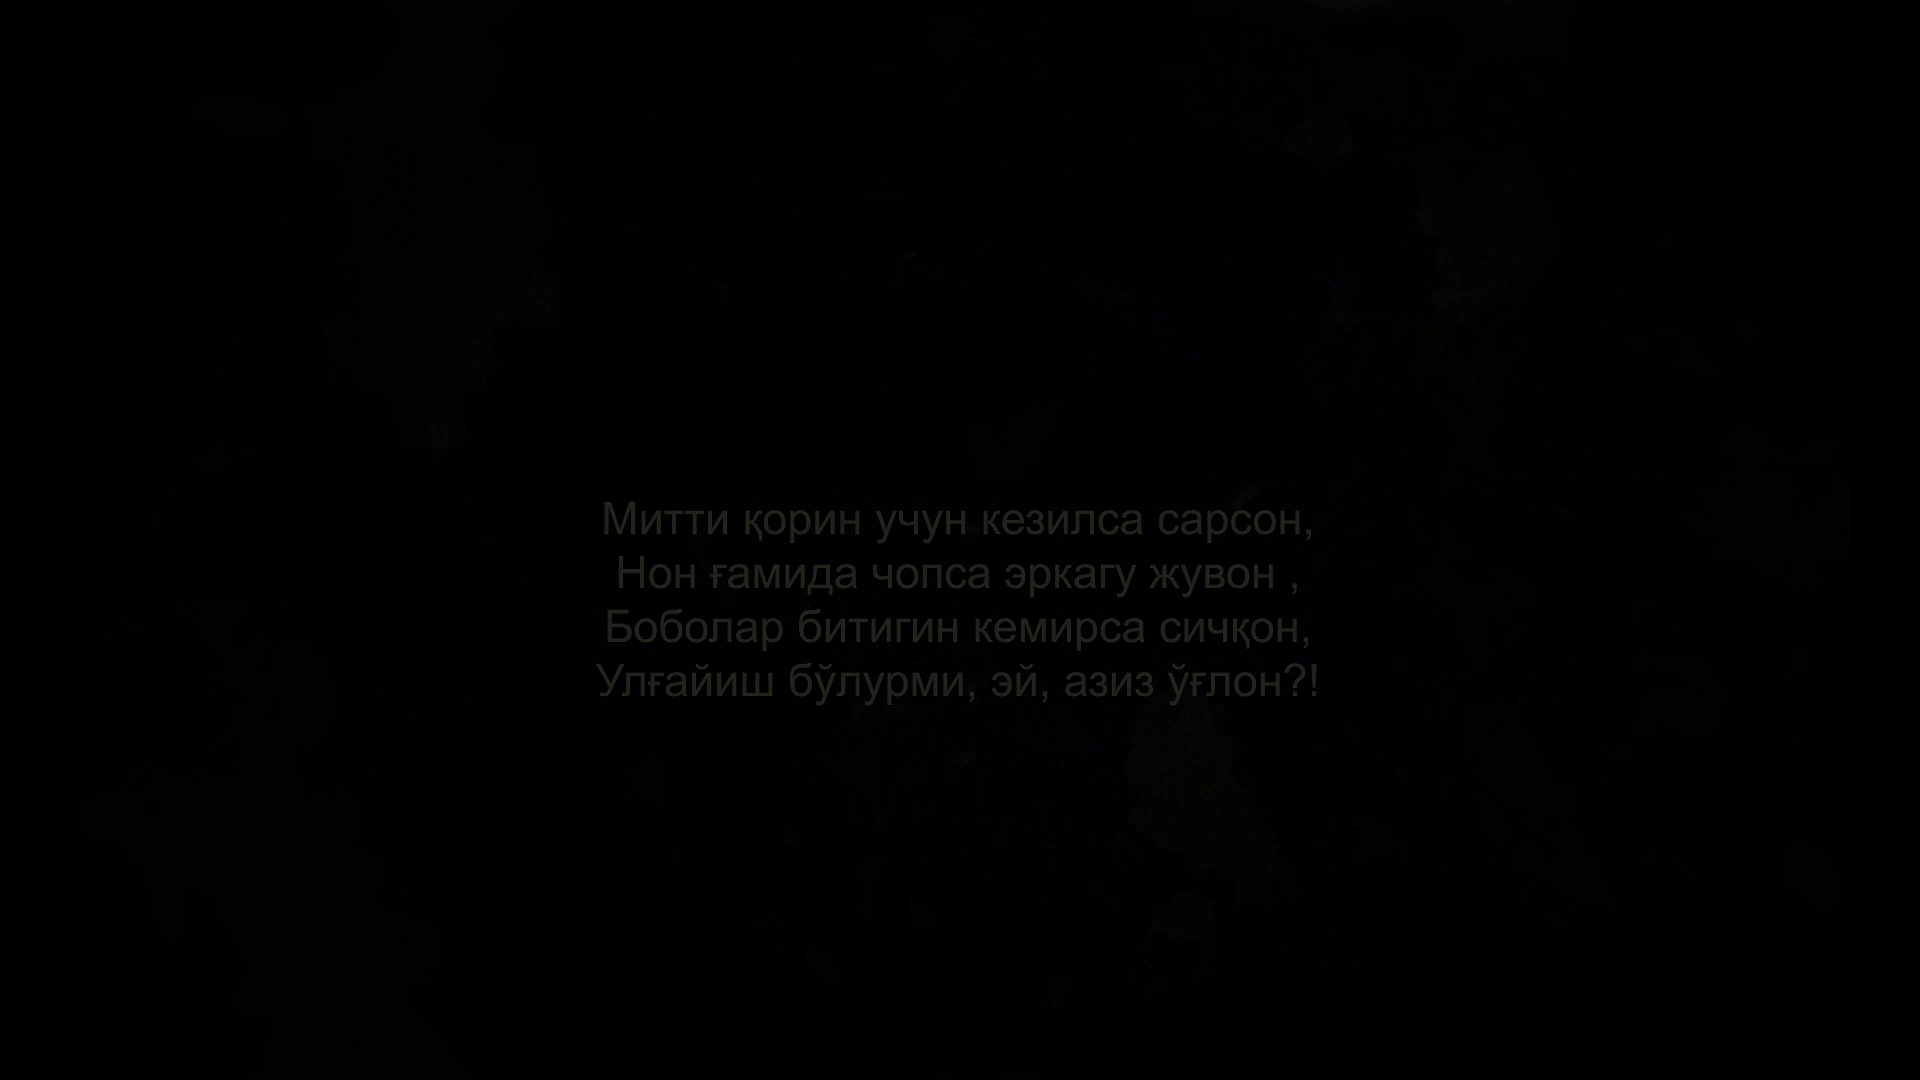 Митти қорин учун кезилса сарсон,
Нон ғамида чопса эркагу жувон ,
Боболар битигин кемирса сичқон,
Улғайиш бўлурми, эй, азиз ўғлон?!